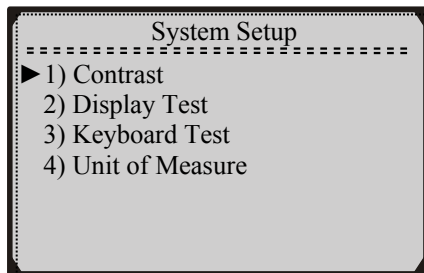 System Setup
1) Contrast
2) Display Test
3) Keyboard Test
4) Unit of Measure